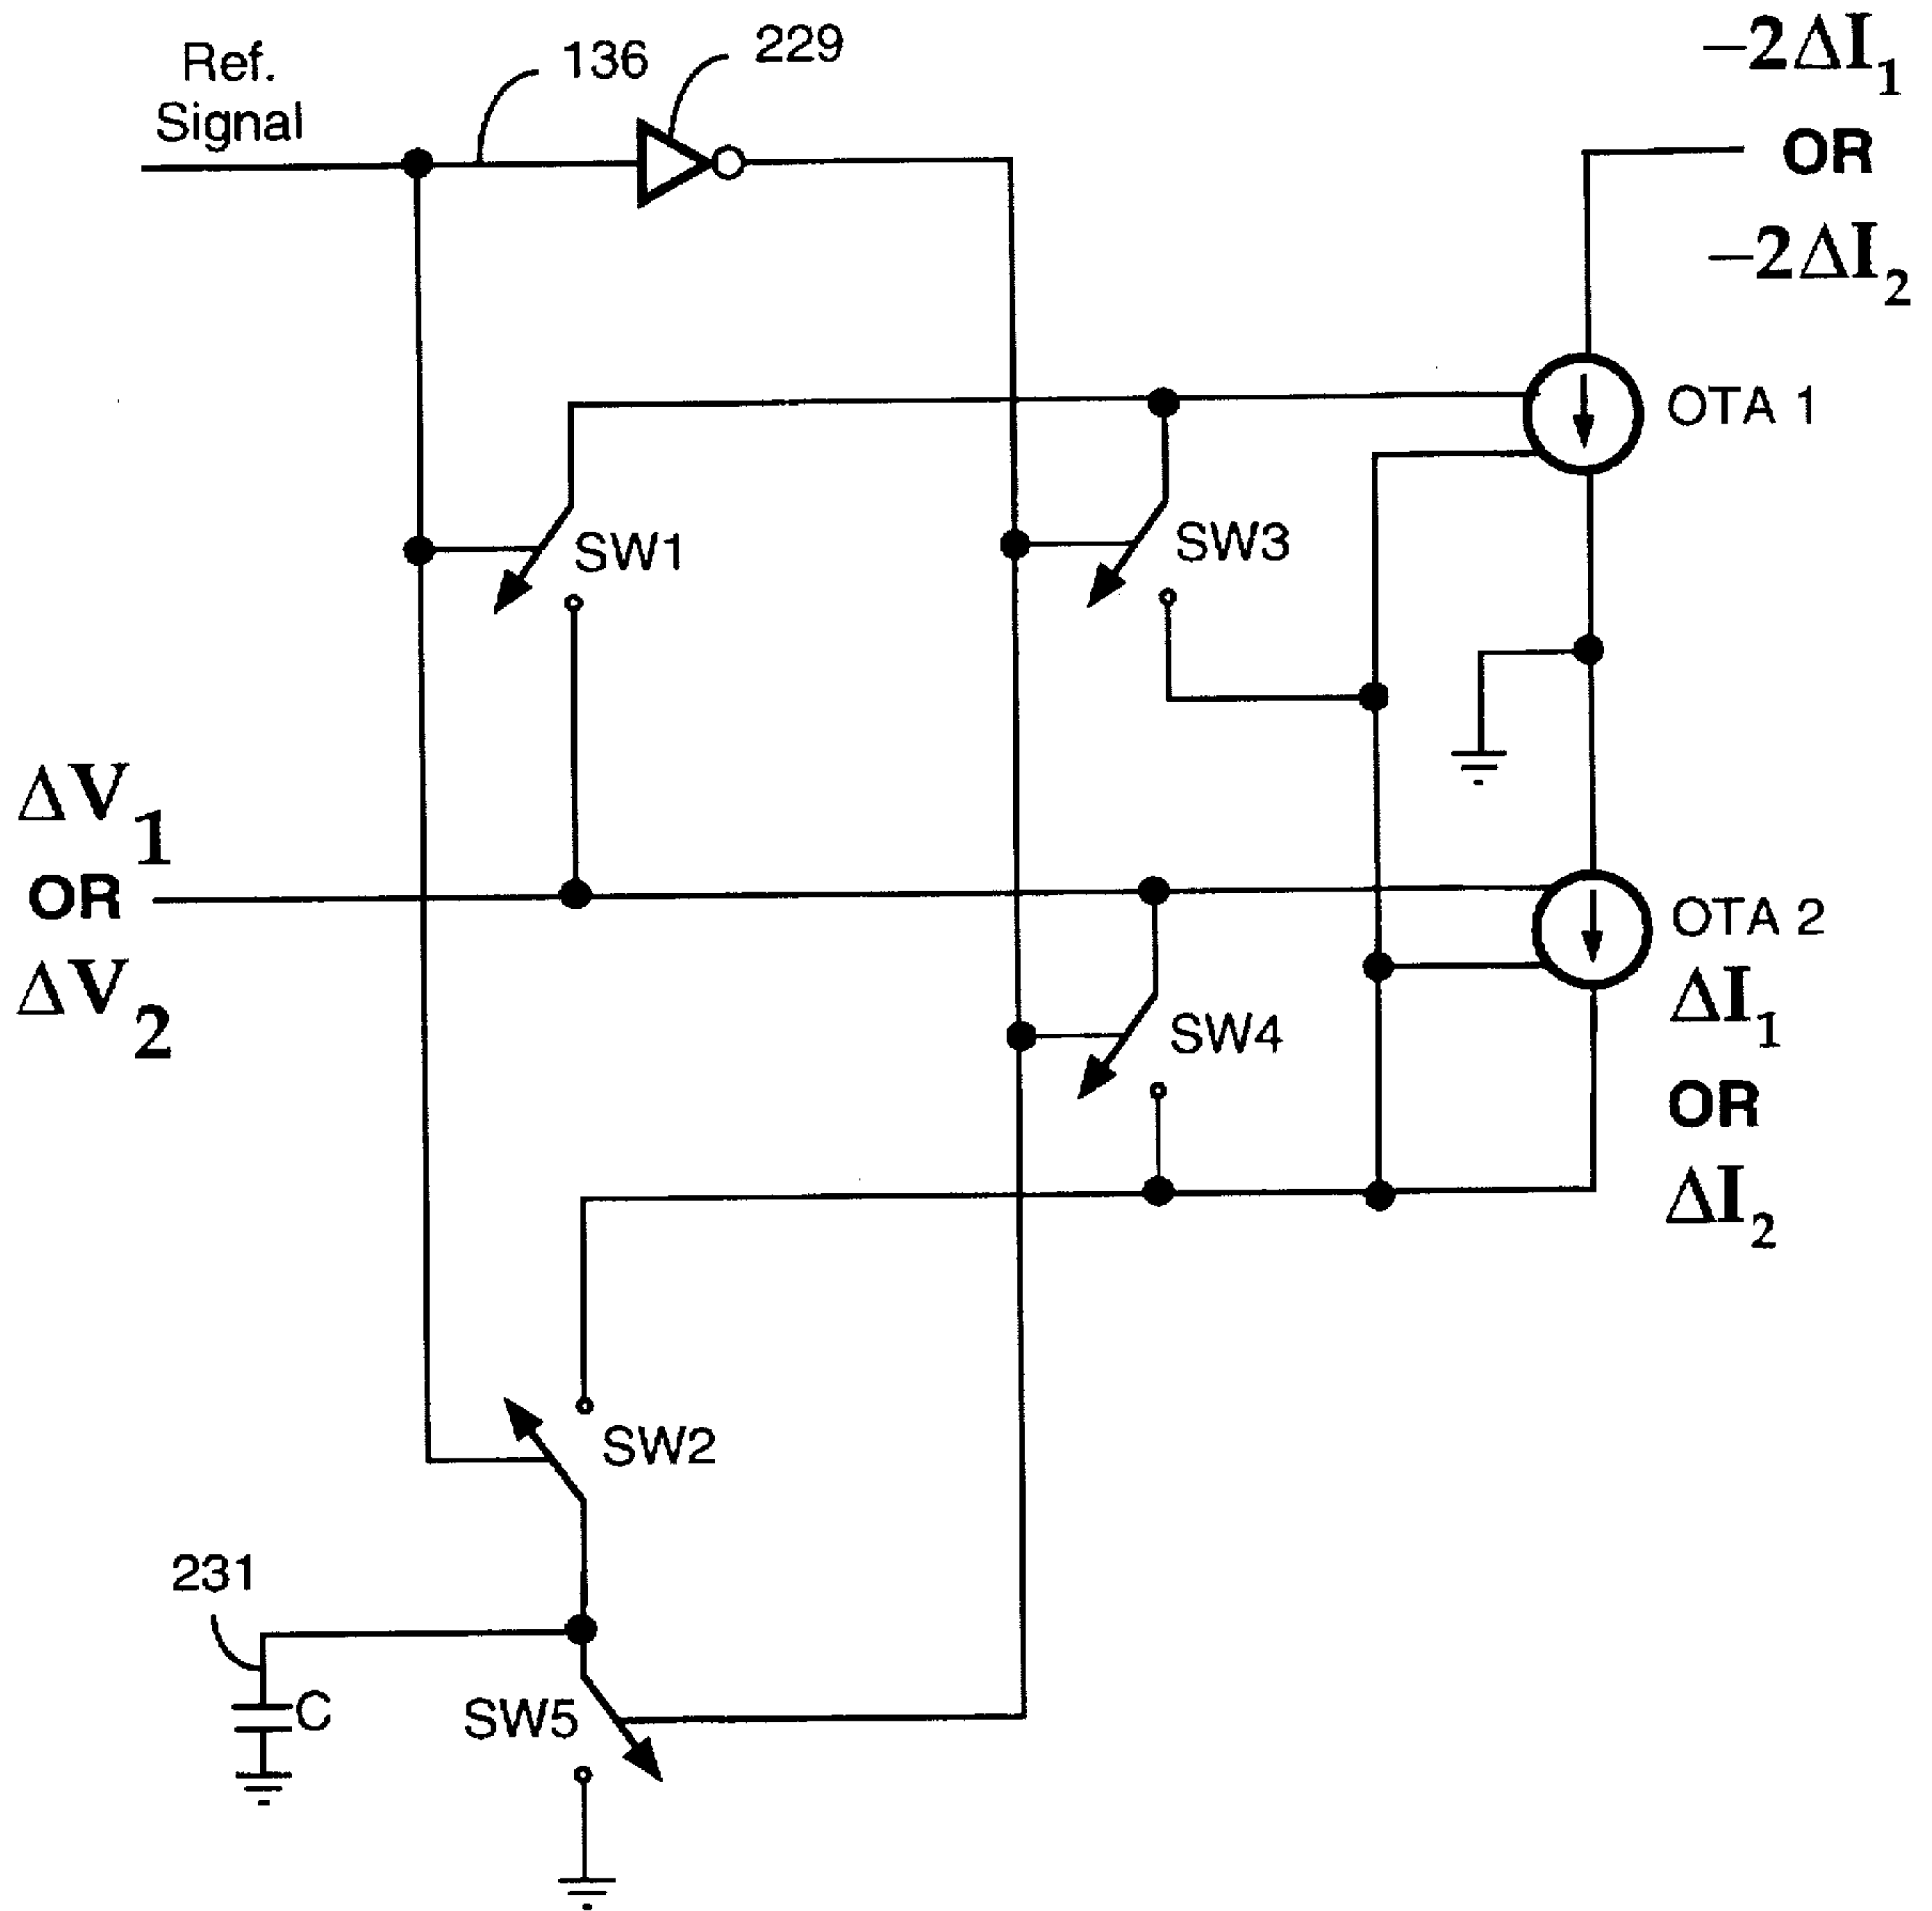 Ref.
Signal
136
229
−2ΔI1
OR
−2ΔI2
OTA 1
SW1
SW3
ΔV1
OR
ΔV2
OTA 2
ΔI1
OR
ΔI2
SW4
SW2
231
C
SW5